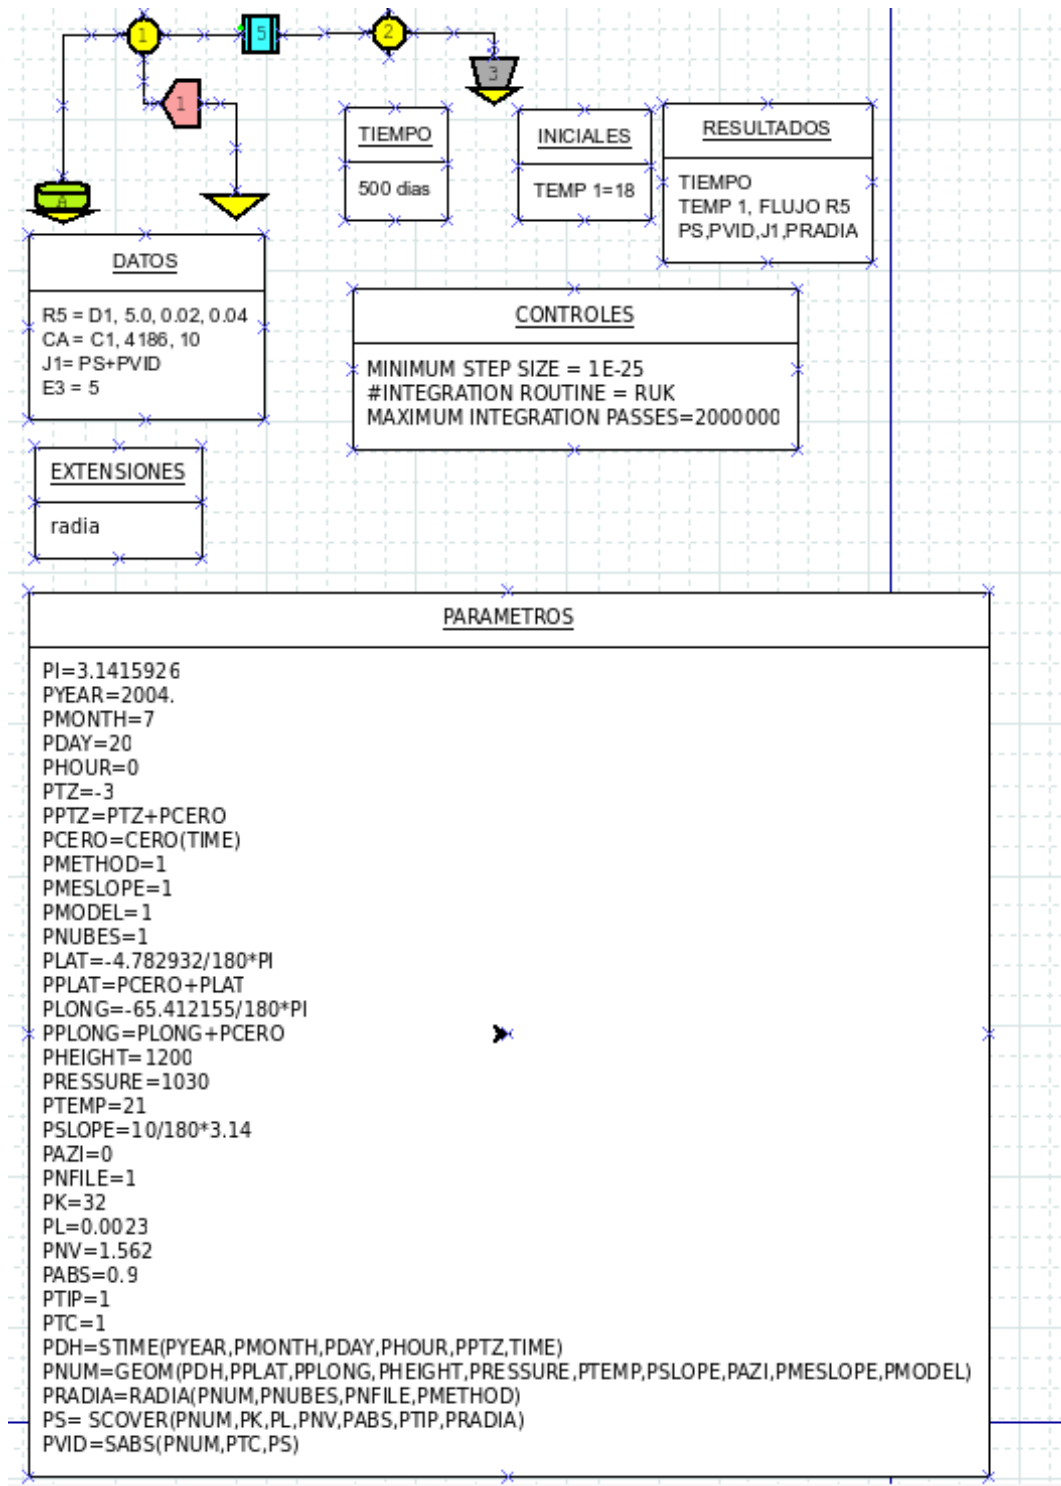 1
5
2
3
1
A
TIEMPO
500 dias
INICIALES
TEMP 1=18
RESULTADOS
TIEMPO
TEMP 1, FLUJO R5
PS,PVID,J1,PRADIA
DATOS
R5 = D1, 5.0, 0.02, 0.04
CA = C1, 4186, 10
J1= PS+PVID
E3 = 5
CONTROLES
MINIMUM STEP SIZE = 1E-25
#INTEGRATION ROUTINE = RUK
MAXIMUM INTEGRATION PASSES=2000000
EXTENSIONES
radia
PARAMETROS
PI=3.1415926
PYEAR=2004.
PMONTH=7
PDAY=20
PHOUR=0
PTZ=-3
PPTZ=PTZ+PCERO
PCERO=CERO(TIME)
PMETHOD=1
PMESLOPE=1
PMODEL=1
PNUBES=1
PLAT=-4.782932/180*PI
PPLAT=PCERO+PLAT
PLONG=-65.412155/180*PI
PPLONG=PLONG+PCERO
PHEIGHT=1200
PRESSURE=1030
PTEMP=21
PSLOPE=10/180*3.14
PAZI=0
PNFILE=1
PK=32
PL=0.0023
PNV=1.562
PABS=0.9
PTIP=1
PTC=1
PDH=STIME(PYEAR,PMONTH,PDAY,PHOUR,PPTZ,TIME)
PNUM=GEOM(PDH,PPLAT,PPLONG,PHEIGHT,PRESSURE,PTEMP,PSLOPE,PAZI,PMESLOPE,PMODEL)
PRADIA=RADIA(PNUM,PNUBES,PNFILE,PMETHOD)
PS= SCOVER(PNUM,PK,PL,PNV,PABS,PTIP,PRADIA)
PVID=SABS(PNUM,PTC,PS)